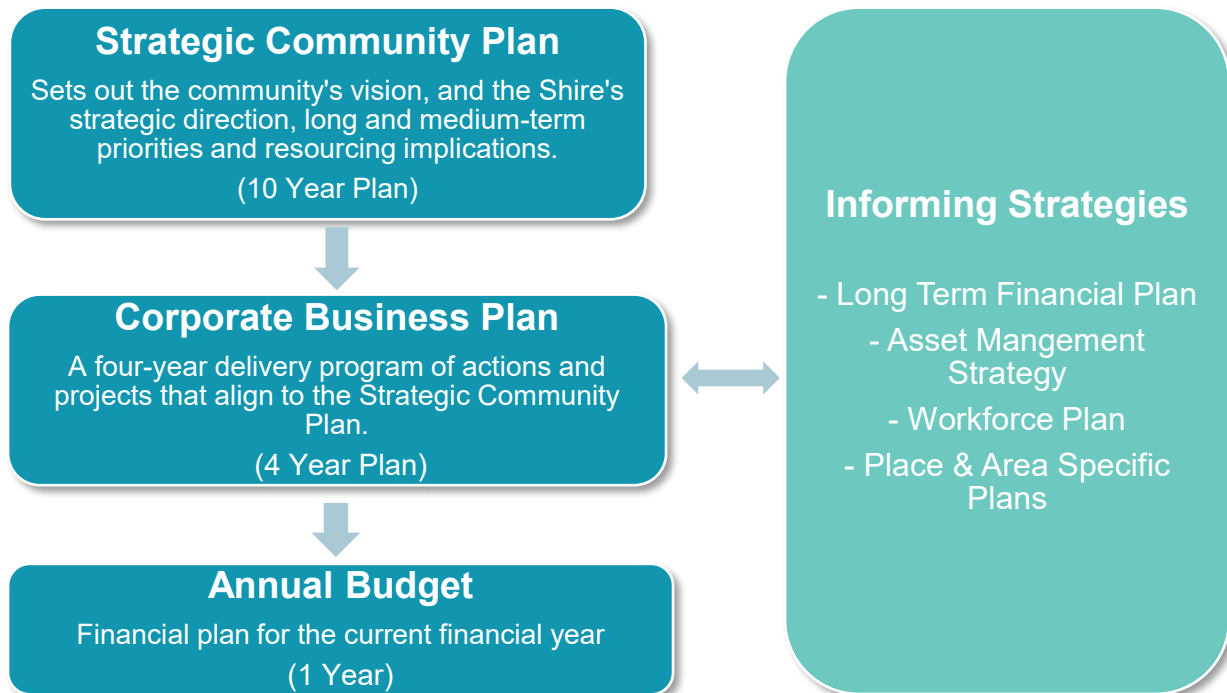 Strategic Community Plan
Sets out the community's vision, and the Shire's
strategic direction, long and medium-term
priorities and resourcing implications.
(10 Year Plan)
Corporate Business Plan
A four-year delivery program of actions and
projects that align to the Strategic Community
Plan.
(4 Year Plan)
Annual Budget
Financial plan for the current financial year
(1 Year)
Informing Strategies
- Long Term Financial Plan
- Asset Mangement
Strategy
- Workforce Plan
- Place & Area Specific
Plans